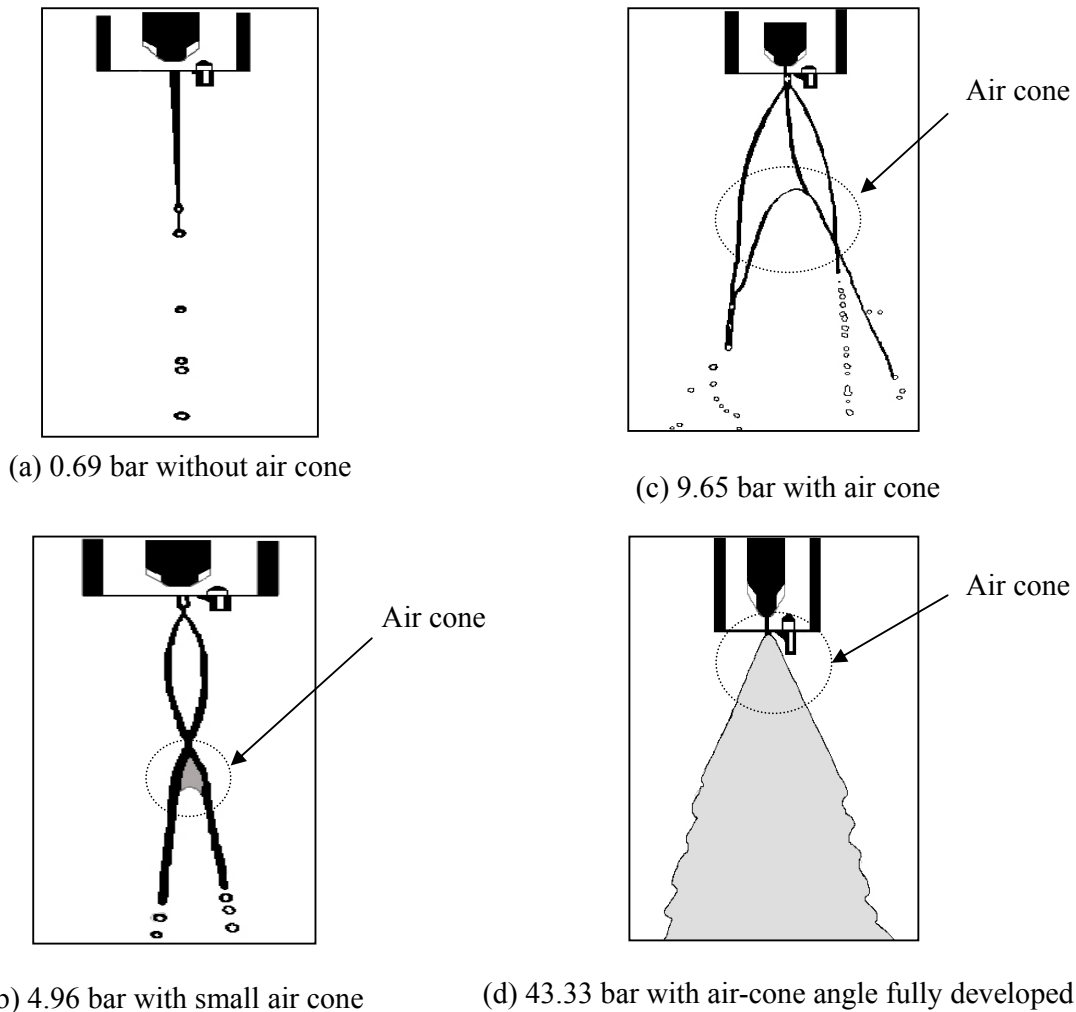 Air cone
(a) 0.69 bar without air cone
(c) 9.65 bar with air cone
Air cone
Air cone
) 4.96 bar with small air cone
(d) 43.33 bar with air-cone angle fully developed